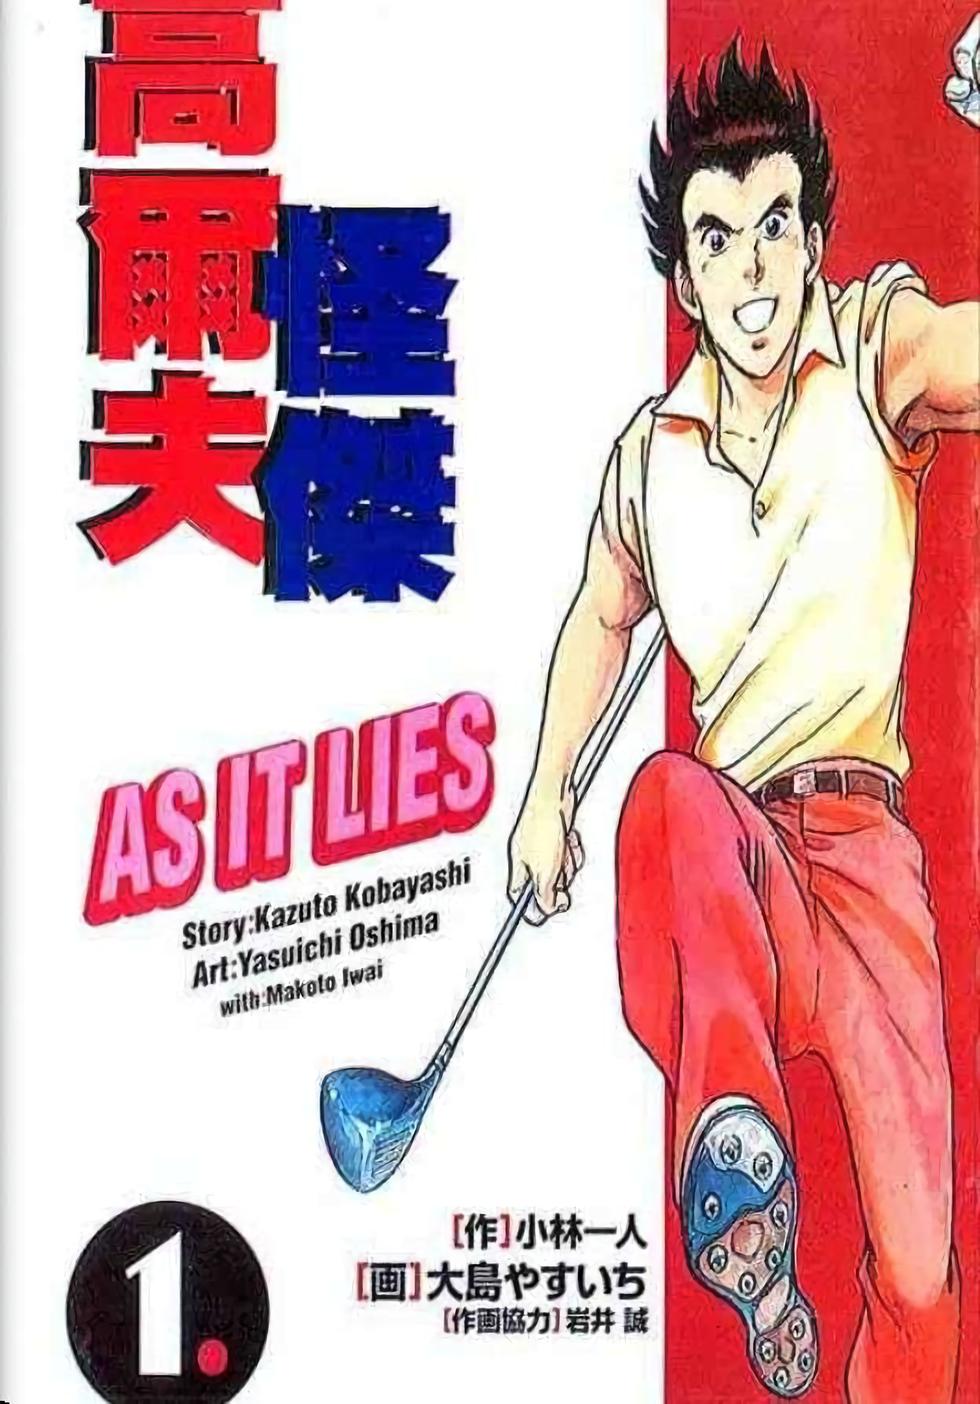 高爾夫
怪傑
AS IT LIES
Story:Kazuto Kobayashi
Art:Yasuichi Oshima
with:Makoto Iwai
[作]小林一人
[画]大島やすいち
[作画協力]岩井 誠
1.